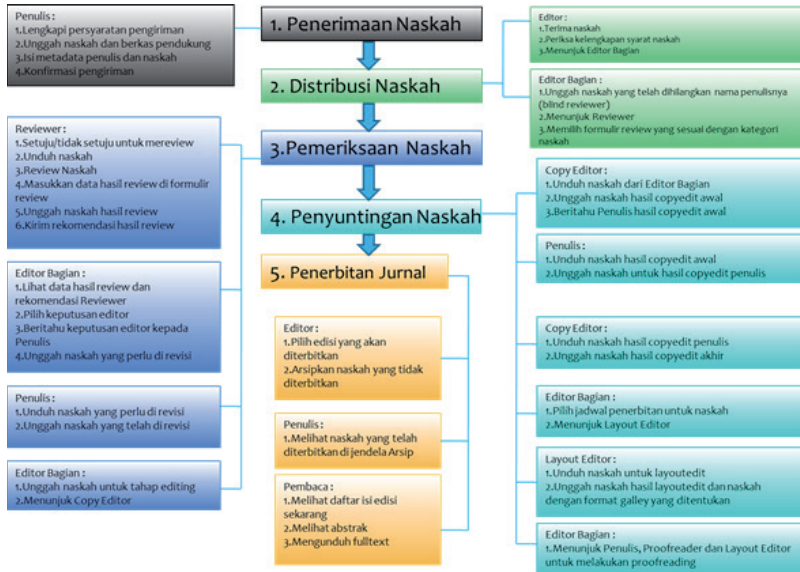 Penulis :
1.Lengkapi persyaratan pengiriman
2.Unggah naskah dan berkas pendukung
3.Isi metadata penulis dan naskah
4.Konfirmasi pengiriman
1. Penerimaan Naskah
Editor :
1.Terima naskah
2.Periksa kelengkapan syarat naskah
3.Menunjuk Editor Bagian
2. Distribusi Naskah
Editor Bagian :
1.Unggah naskah yang telah dihilangkan nama penulisnya
(blind reviewer)
2.Menunjuk Reviewer
3.Memilih formulir review yang sesuai dengan kategori
naskah
Reviewer :
1.Setuju/tidak setuju untuk mereview
2.Unduh naskah
3.Review Naskah
4.Masukkan data hasil review di formulir
review
5.Unggah naskah hasil review
6.Kirim rekomendasi hasil review
3.Pemeriksaan Naskah
4. Penyuntingan Naskah
Copy Editor :
1.Unduh naskah dari Editor Bagian
2.Unggah naskah hasil copyedit awal
3.Beritahu Penulis hasil copyedit awal
Penulis :
1.Unduh naskah hasil copyedit awal
2.Unggah naskah untuk hasil copyedit penulis
5. Penerbitan Jurnal
Editor Bagian :
1.Lihat data hasil review dan
rekomendasi Reviewer
2.Pilih keputusan editor
3.Beritahu keputusan editor kepada
Penulis
4.Unggah naskah yang perlu di revisi
Editor :
1.Pilih edisi yang akan
diterbitkan
2.Arsipkan naskah yang tidak
diterbitkan
Copy Editor :
1.Unduh naskah hasil copyedit penulis
2.Unggah naskah hasil copyedit akhir
Penulis :
1.Unduh naskah yang perlu di revisi
2.Unggah naskah yang telah di revisi
Penulis :
1.Melihat naskah yang telah
diterbitkan di jendela Arsip
Editor Bagian :
1.Pilih jadwal penerbitan untuk naskah
2.Menunjuk Layout Editor
Editor Bagian :
1.Unggah naskah untuk tahap editing
2.Menunjuk Copy Editor
Pembaca :
1.Melihat daftar isi edisi
sekarang
2.Melihat abstrak
3.Mengunduh fulltext
Layout Editor :
1.Unduh naskah untuk layoutedit
2.Unggah naskah hasil layoutedit dan naskah
dengan format galley yang ditentukan
Editor Bagian :
1.Menunjuk Penulis, Proofreader dan Layout Editor
untuk melakukan proofreading